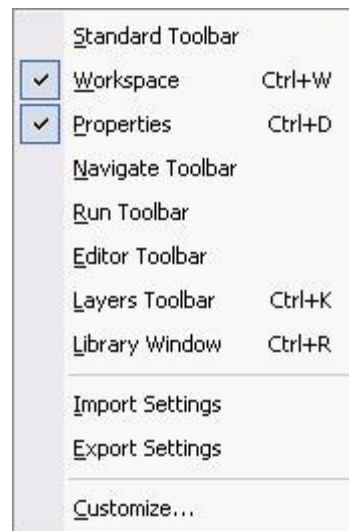 Standard Toolbar
Workspace Ctrl+W
Properties Ctrl+D
Navigate Toolbar
Run Toolbar
Editor Toolbar
Layers Toolbar Ctrl+K
Library Window Ctrl+R
Import Settings
Export Settings
Customize...